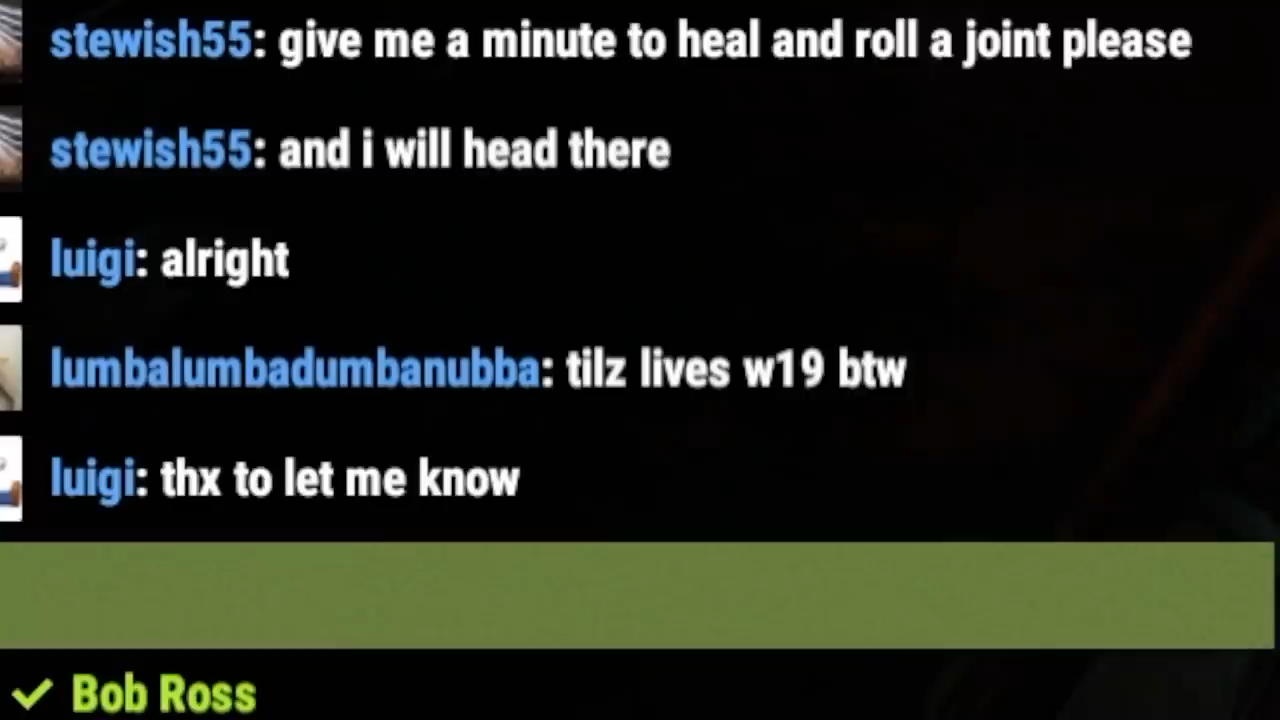 stewish55: give me a minute to heal and roll a joint please
stewish55: and i will head there
luigi: alright
lumbalumbadumbanubba: tilz lives w19 btw
luigi: thx to let me know
Bob Ross